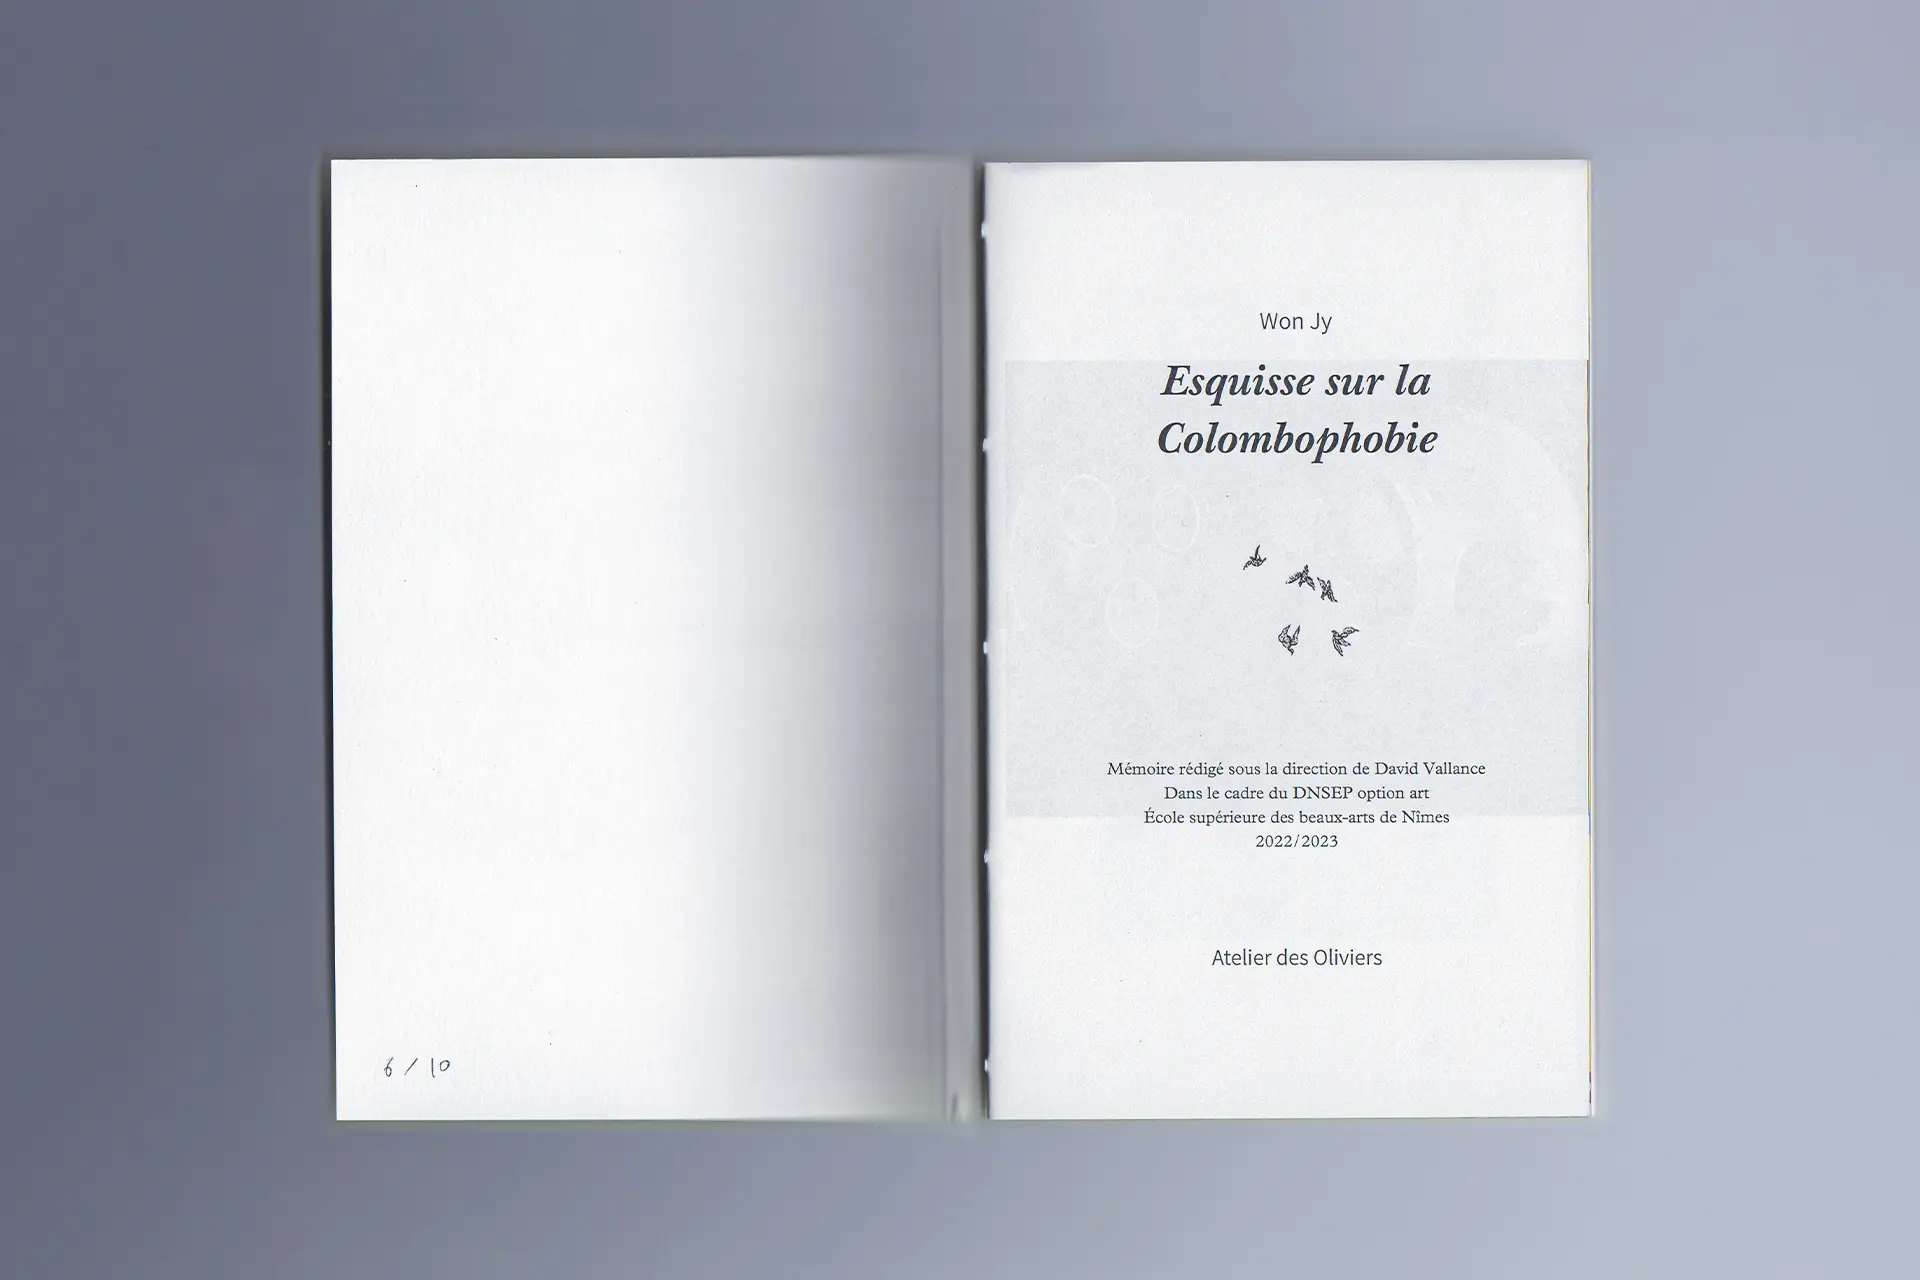 6 / 10
Won Jy
Esquisse sur la
Colombophobie
Mémoire rédigé sous la direction de David Vallance
Dans le cadre du DNSEP option art
École supérieure des beaux-arts de Nîmes
2022/2023
Atelier des Oliviers